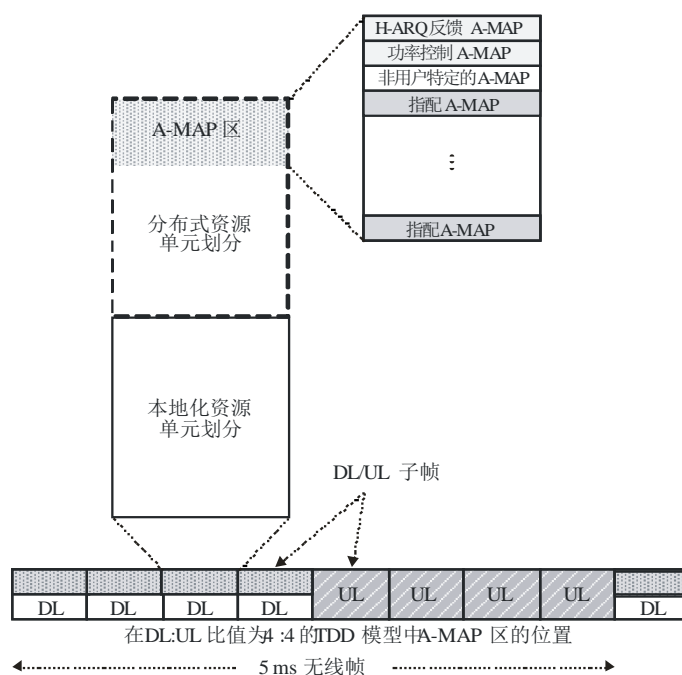 H-ARQ反馈 A-MAP
功率控制 A-MAP
非用户特定的A-MAP
指配 A-MAP
指配A-MAP
A-MAP 区
分布式资源
单元划分
本地化资源
单元划分
DL/UL 子帧
DL DL DL DL UL UL UL UL DL
在DL:UL 比值为4 :4 的TDD 模型中A-MAP 区的位置
5 ms 无线帧